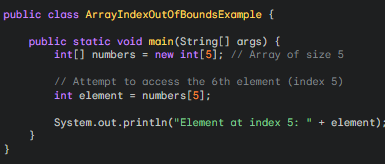 public class ArrayIndexOutOfBoundsExample {
public static void main(String[] args) {
int[] numbers = new int[5]; // Array of size 5
// Attempt to access the 6th element (index 5)
int element = numbers[5];
System.out.println("Element at index 5: " + element);
}
}